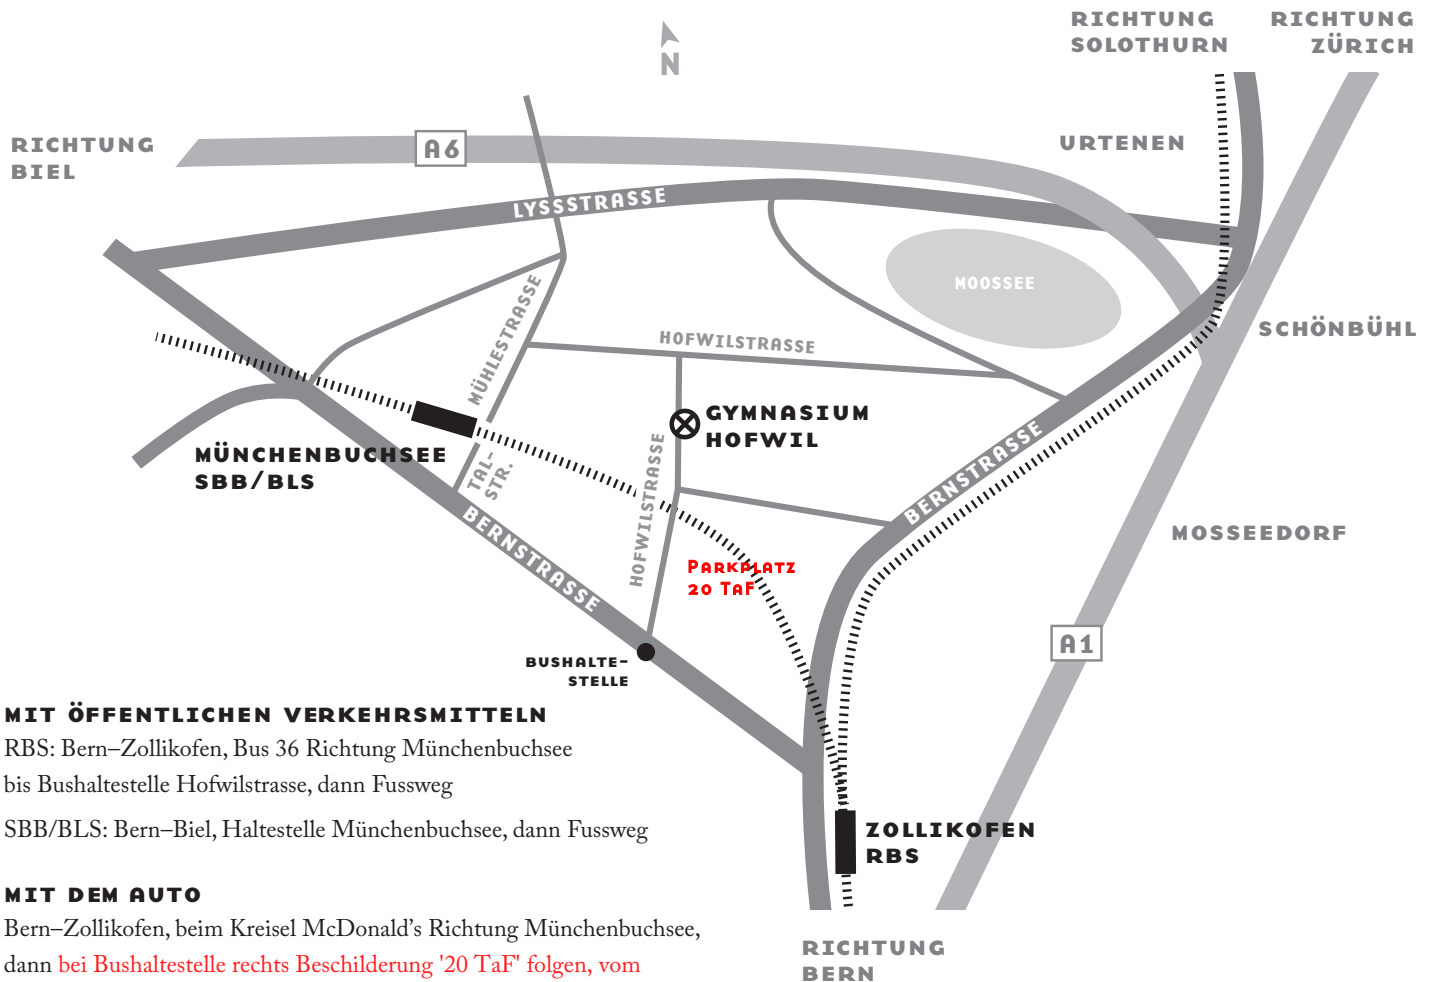 RICHTUNG
SOLOTHURN
RICHTUNG
ZÜRICH
N
RICHTUNG
BIEL
A6
URTENEN
LYSSSTRASSE
MOOSSEE
MÜHLESTRASSE
HOFWILSTRASSE
SCHÖNBÜHL
GYMNASIUM
HOFWIL
MÜNCHENBUCHSEE
SBB/BLS
TAL-
STR.
HOFWILSTRASSE
BERNSTRASSE
BERNSTRASSE
MOSSEEDORF
PARKPLATZ
20 TAF
A1
BUSHALTE-
STELLE
MIT ÖFFENTLICHEN VERKEHRSMITTELN
RBS: Bern–Zollikofen, Bus 36 Richtung Münchenbuchsee
bis Bushaltestelle Hofwilstrasse, dann Fussweg
SBB/BLS: Bern–Biel, Haltestelle Münchenbuchsee, dann Fussweg
ZOLLIKOFEN
RBS
MIT DEM AUTO
Bern–Zollikofen, beim Kreisel McDonald’s Richtung Münchenbuchsee,
dann bei Bushaltestelle rechts Beschilderung '20 TaF' folgen, vom
RICHTUNG
BERN